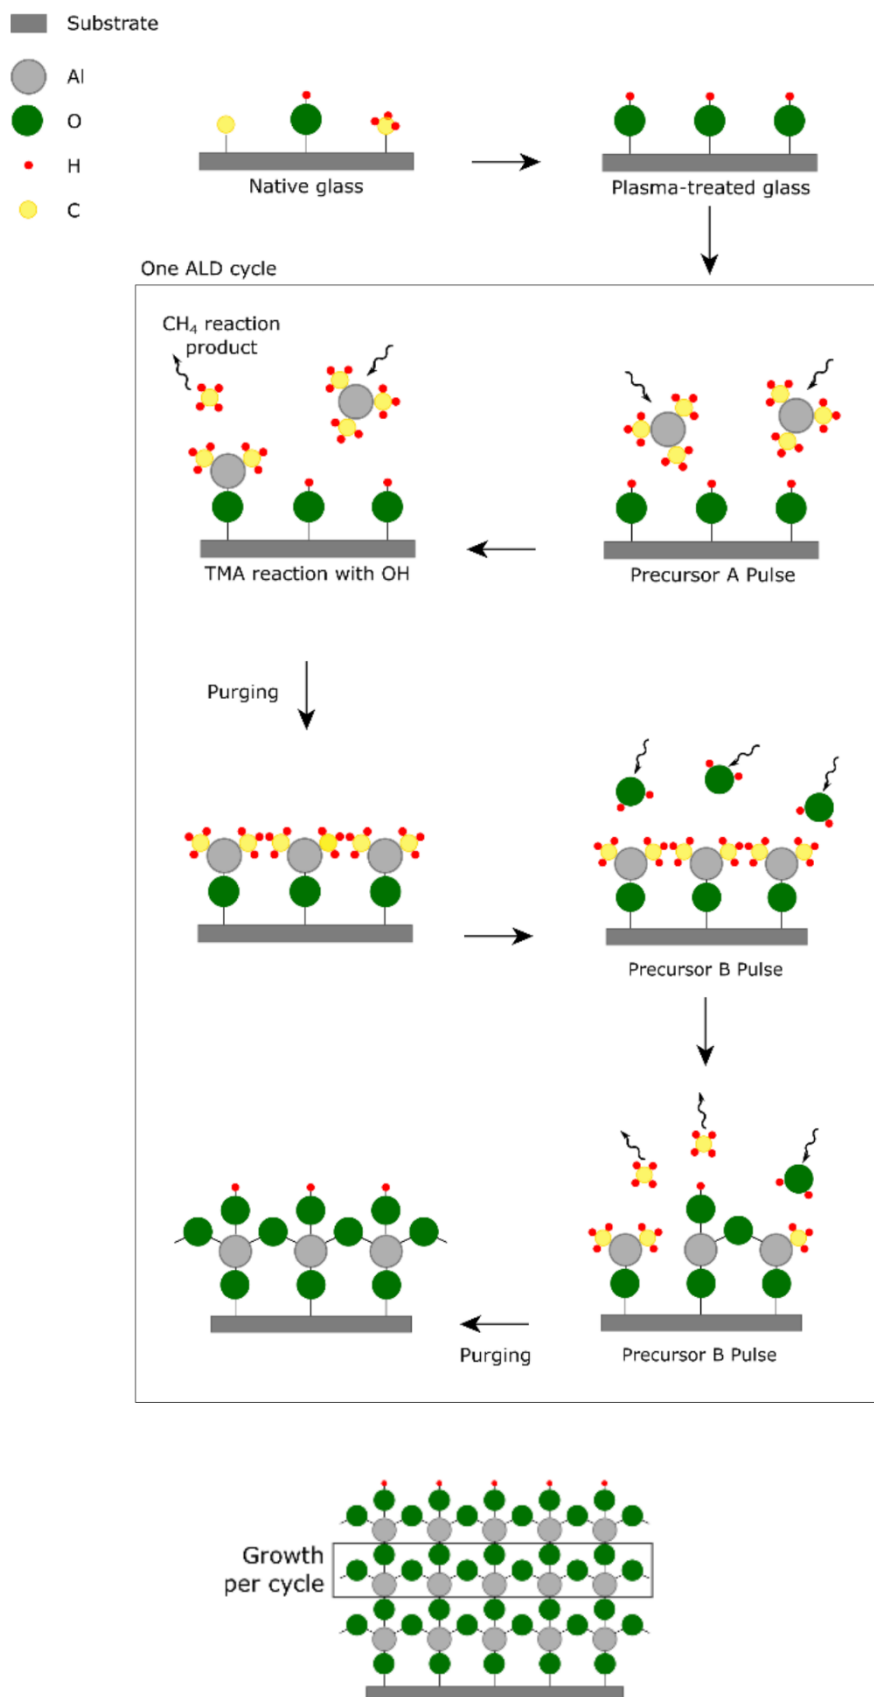 Substrate
Al
O
H
C
Native glass
Plasma-treated glass
One ALD cycle
CH₄ reaction
product
TMA reaction with OH
Precursor A Pulse
Purging
Precursor B Pulse
Purging
Precursor B Pulse
Growth
per cycle